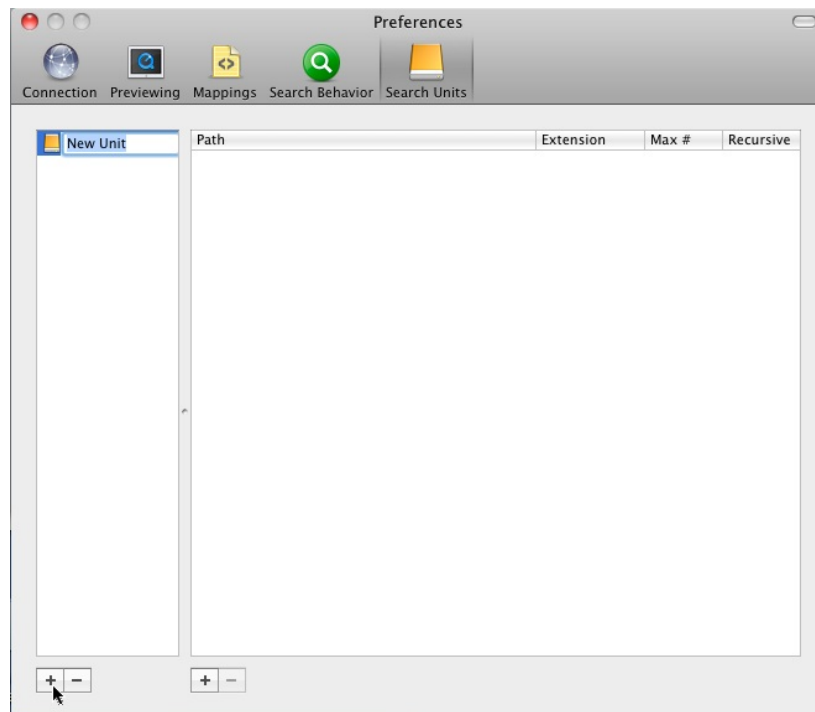 Preferences
Connection Previewing Mappings Search Behavior Search Units
New Unit
Path Extension Max # Recursive
+ − + −